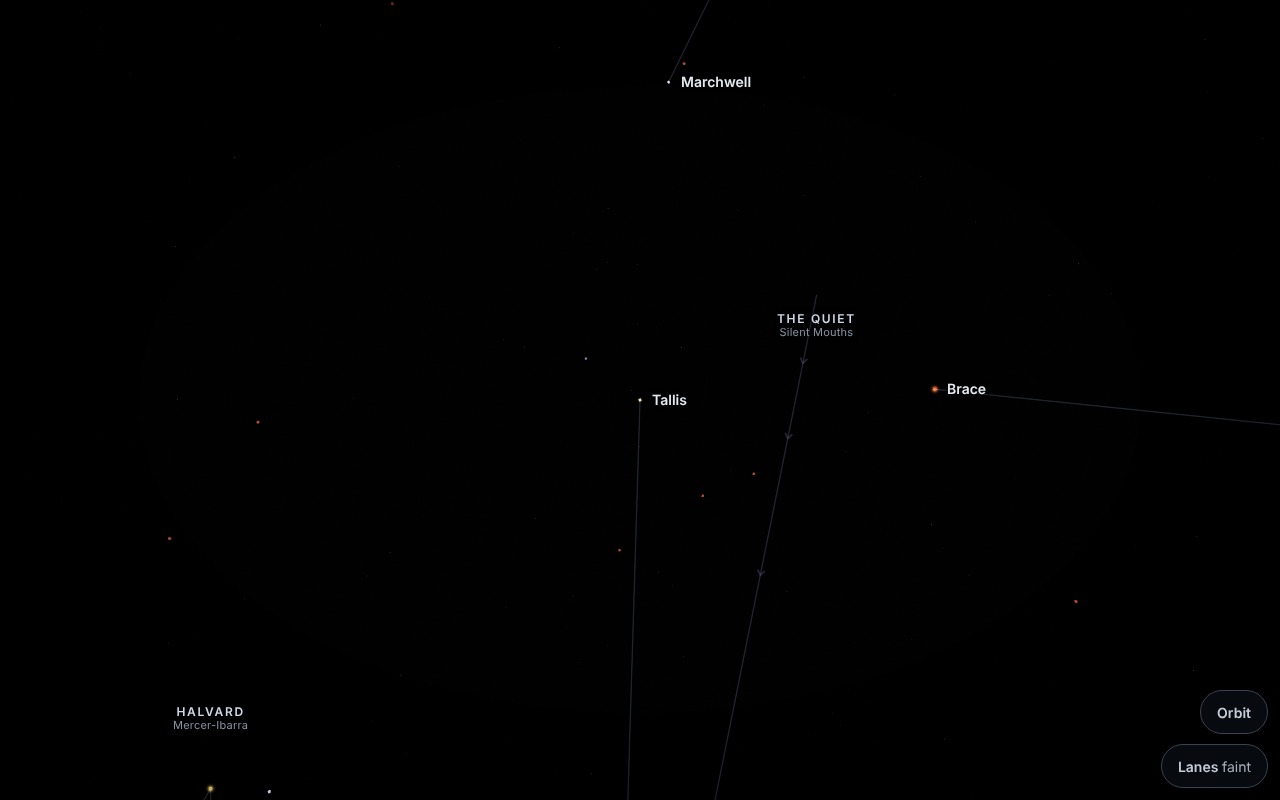 Marchwell
THE QUIET
Silent Mouths
Brace
Tallis
HALVARD
Mercer-Ibarra
Orbit
Lanes faint